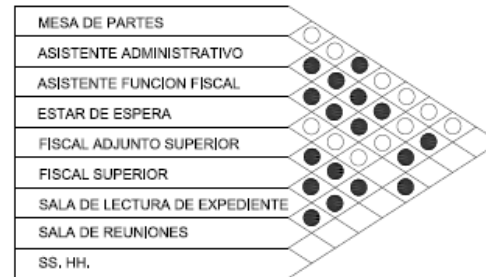 MESA DE PARTES
ASISTENTE ADMINISTRATIVO
ASISTENTE FUNCION FISCAL
ESTAR DE ESPERA
FISCAL ADJUNTO SUPERIOR
FISCAL SUPERIOR
SALA DE LECTURA DE EXPEDIENTE
SALA DE REUNIONES
SS. HH.